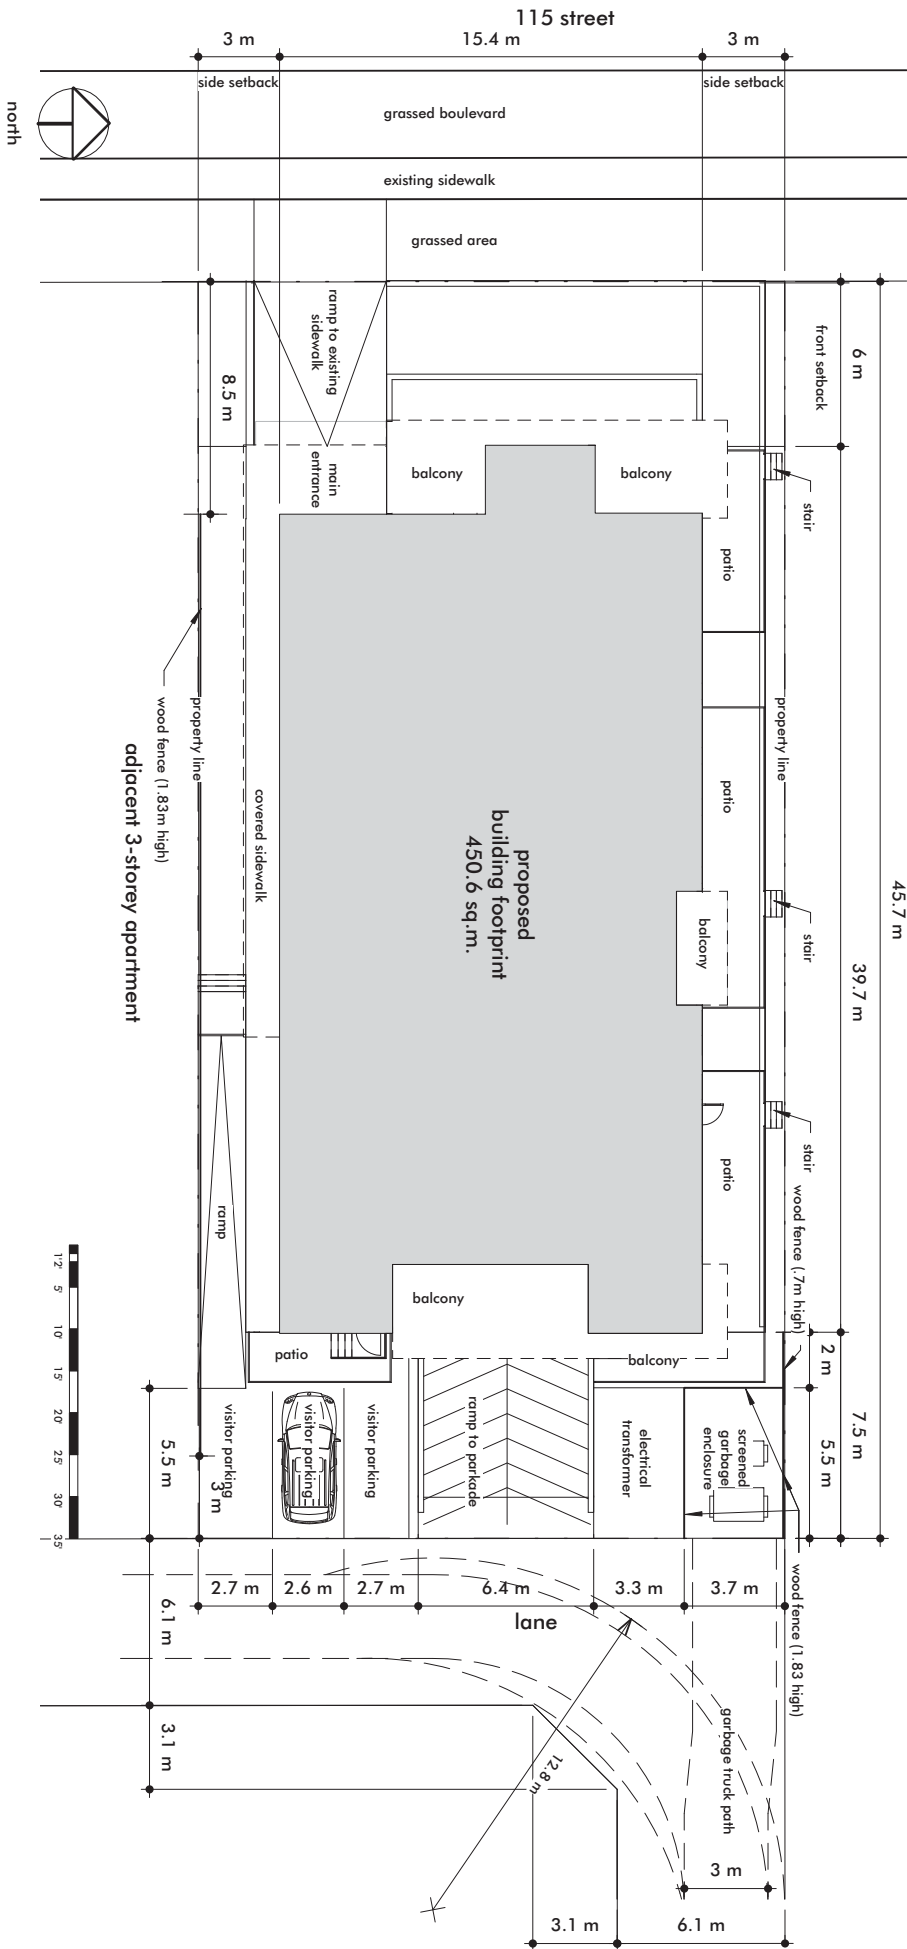 115 street
3 m
15.4 m
3 m
side setback
side setback
grassed boulevard
north
existing sidewalk
grassed area
ramp to existing
sidewalk
8.5 m
front setback
6 m
main
entrance
balcony
balcony
stair
patio
wood fence (1.83m high)
property line
adjacent 3-storey apartment
covered sidewalk
proposed
building footprint
450.6 sq.m.
patio
property line
balcony
stair
45.7 m
39.7 m
patio
stair
wood fence (.7m high)
ramp
balcony
patio
balcony
2 m
7.5 m
5.5 m
1'2'
5'
10'
15'
20'
25'
30'
35'
5.5 m
visitor parking
3 m
visitor parking
visitor parking
ramp to parkade
electrical
transformer
screened
garbage
enclosure
2.7 m
2.6 m
2.7 m
6.4 m
3.3 m
3.7 m
lane
wood fence (1.83 high)
6.1 m
3.1 m
12.8 m
garbage truck path
3 m
3.1 m
6.1 m